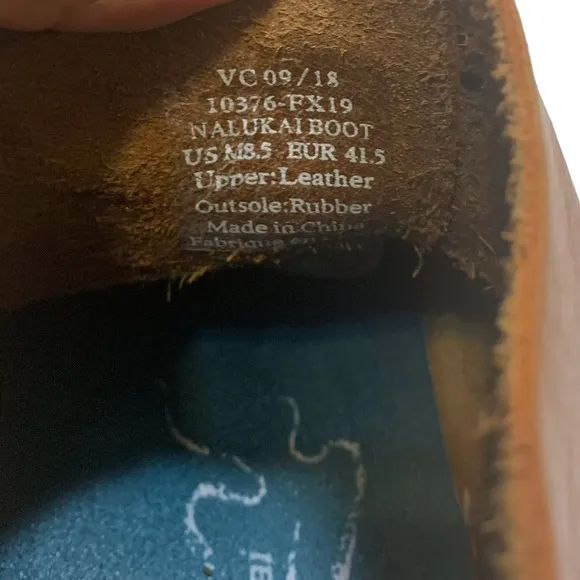 VC 09/18
10376-FX19
NALUKAI BOOT
US M8.5 EUR 41.5
Upper:Leather
Outsole:Rubber
Made in China
Fabrique